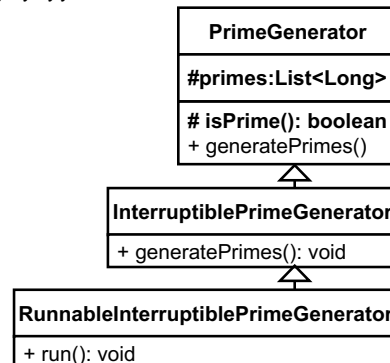 PrimeGenerator
#primes:List<Long>
# isPrime(): boolean
+ generatePrimes()
InterruptiblePrimeGenerator
+ generatePrimes(): void
RunnableInterruptiblePrimeGenerator
+ run(): void